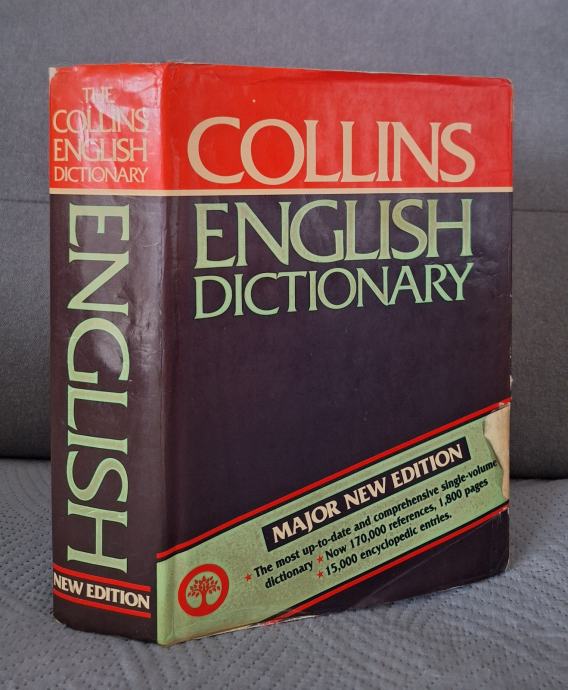 THE
COLLINS
ENGLISH
DICTIONARY
ENGLISH
NEW EDITION
COLLINS
ENGLISH
DICTIONARY
MAJOR NEW EDITION
★ The most up-to-date and comprehensive single-volume
dictionary ★ Now 170,000 references, 1,800 pages
★ 15,000 encyclopedic entries.